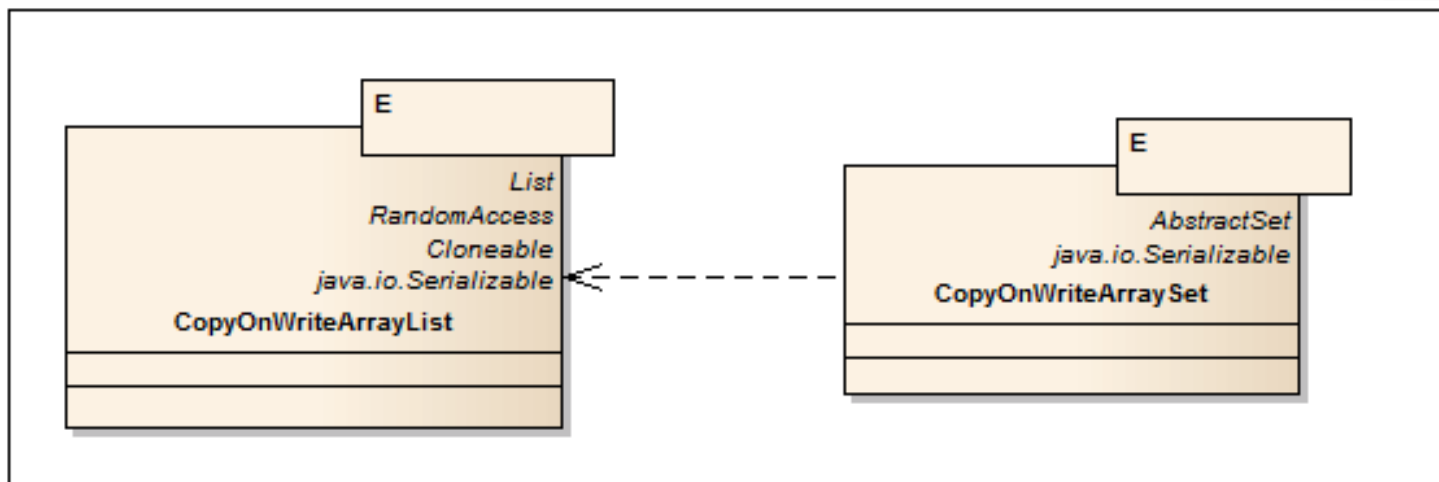 E
List
RandomAccess
Cloneable
java.io.Serializable
CopyOnWriteArrayList
E
AbstractSet
java.io.Serializable
CopyOnWriteArraySet